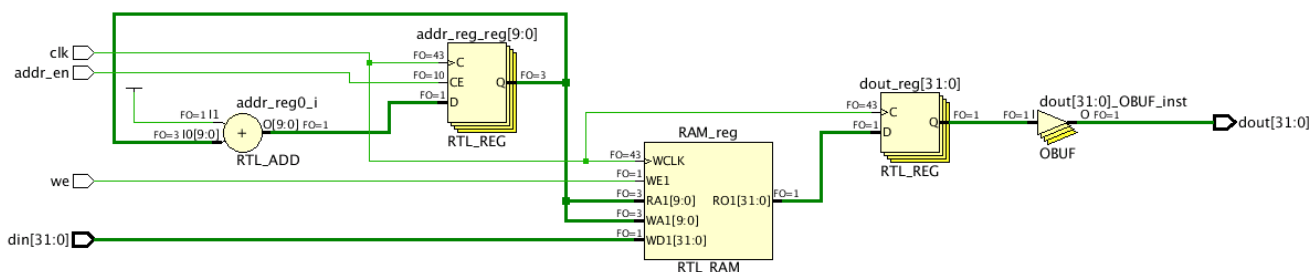 clk
addr_en
we
din[31:0]
addr_reg0_i
FO=1 I1
FO=3 I0[9:0]
+
O[9:0] FO=1
RTL_ADD
addr_reg_reg[9:0]
FO=43 C
FO=10 CE
FO=1 D
Q FO=3
RTL_REG
RAM_reg
FO=43 WCLK
FO=1 WE1
FO=3 RA1[9:0]
FO=3 WA1[9:0]
FO=1 WD1[31:0]
RO1[31:0] FO=1
RTL_RAM
dout_reg[31:0]
FO=43 C
FO=1 D
Q FO=1
RTL_REG
dout[31:0]_OBUF_inst
FO=1 I
O FO=1
OBUF
dout[31:0]